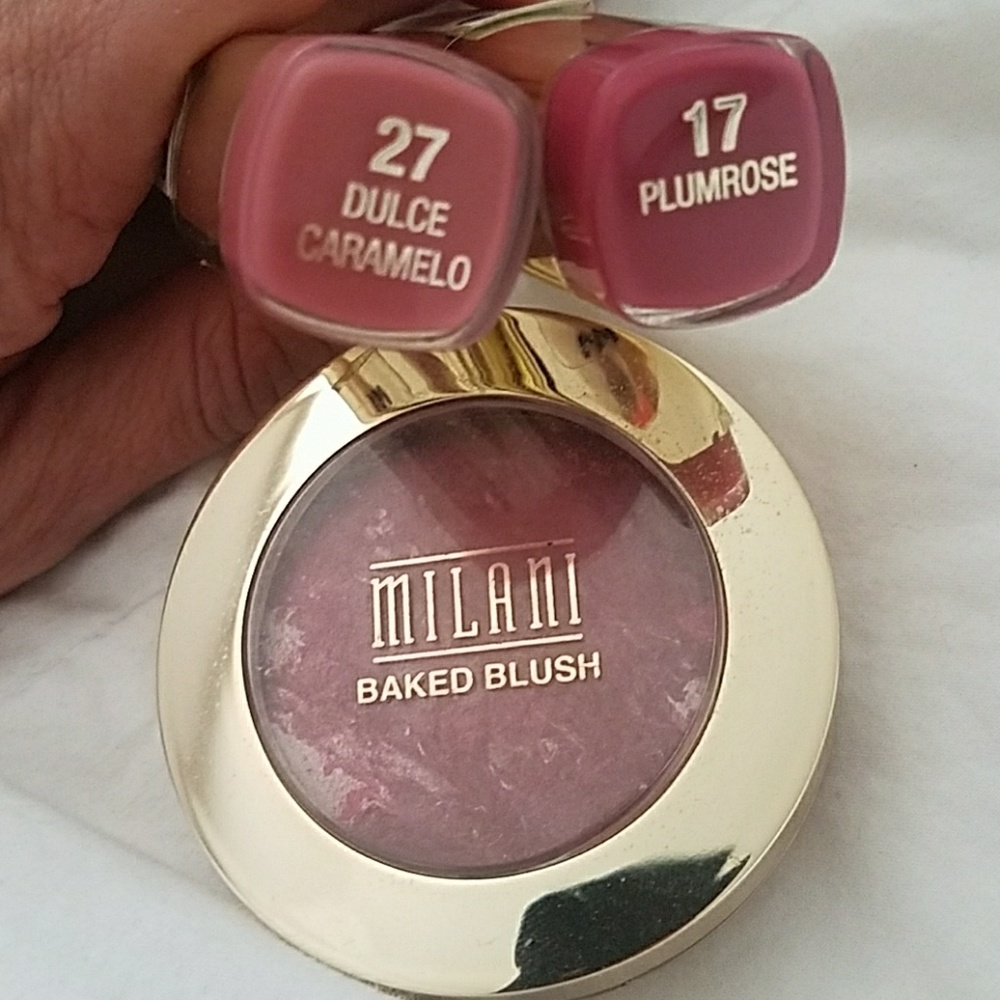 27
DULCE
CARAMELO
17
PLUMROSE
MILANI
BAKED BLUSH